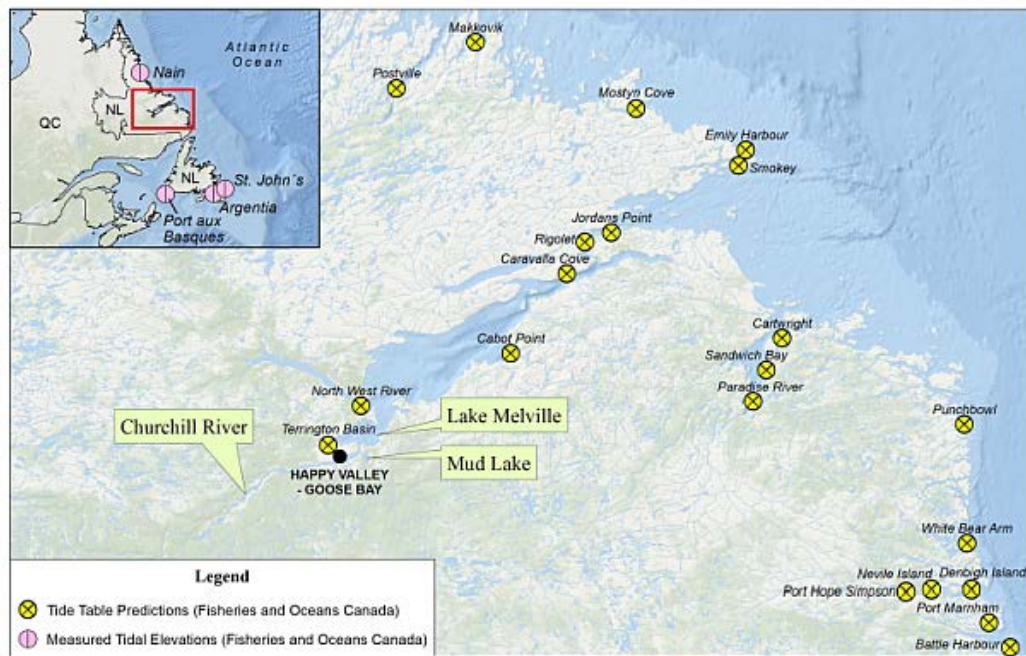 Atlantic
Ocean
Nain
NL
QC
NL
St. John's
Argentia
Port aux
Basques
Makkovik
Postville
Mostyn Cove
Emily Harbour
Smokey
Jordans Point
Rigolet
Caravalla Cove
Cartwright
Cabot Point
Sandwich Bay
Paradise River
North West River
Punchbowl
Churchill River
Lake Melville
Terrington Basin
Mud Lake
HAPPY VALLEY
- GOOSE BAY
White Bear Arm
Nevile Island
Denbigh Island
Port Hope Simpson
Port Marnham
Battle Harbour
Legend
Tide Table Predictions (Fisheries and Oceans Canada)
Measured Tidal Elevations (Fisheries and Oceans Canada)